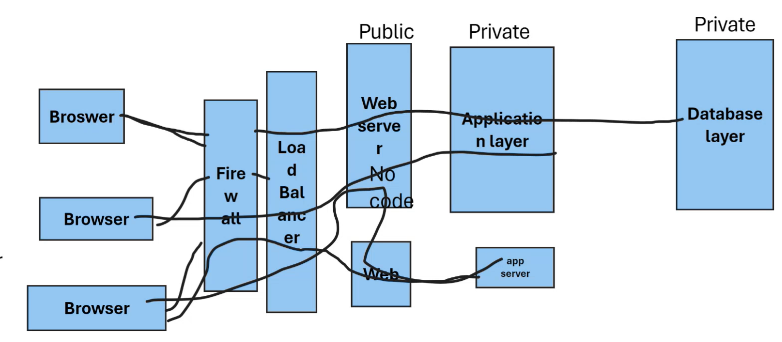 Public
Private
Private
Broswer
Browser
Browser
Fire
w
all
Loa
d
Bal
anc
er
Web
serve
r
No
code
Web
Applicatio
n layer
app
server
Database
layer